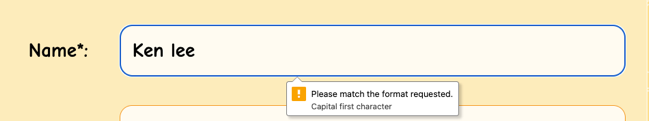 Name*: Ken lee
Please match the format requested.
Capital first character